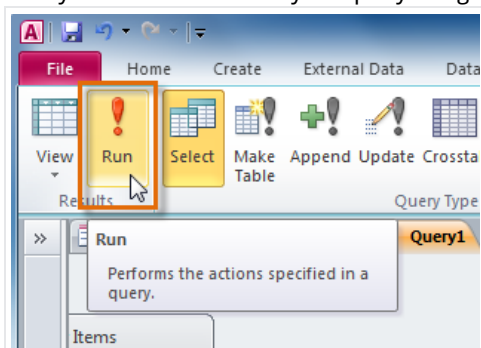 A
File Home Create External Data Data
View Run Select Make Table Append Update Crossta
Results Query Type
Run
Performs the actions specified in a
query.
Query1
Items